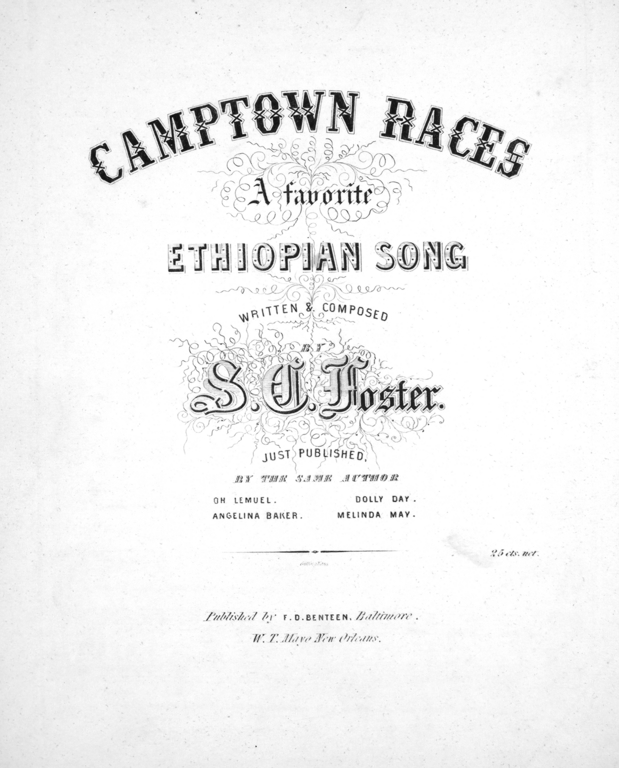 CAMPTOWN RACES
A favorite
ETHIOPIAN SONG
WRITTEN & COMPOSED
BY
S. C. Foster.
JUST PUBLISHED,
BY THE SAME AUTHOR
OH LEMUEL. DOLLY DAY.
ANGELINA BAKER. MELINDA MAY.
25 cts. net.
Published by F. D. BENTEEN, Baltimore.
W. T. Mayo New Orleans.